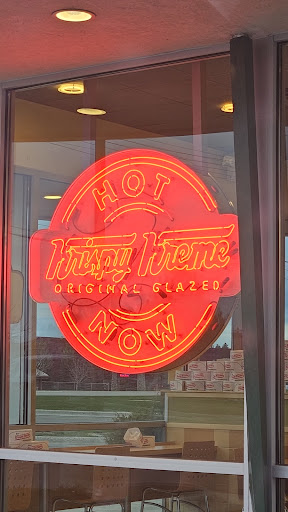 HOT
Krispy Kreme
ORIGINAL GLAZED
NOW